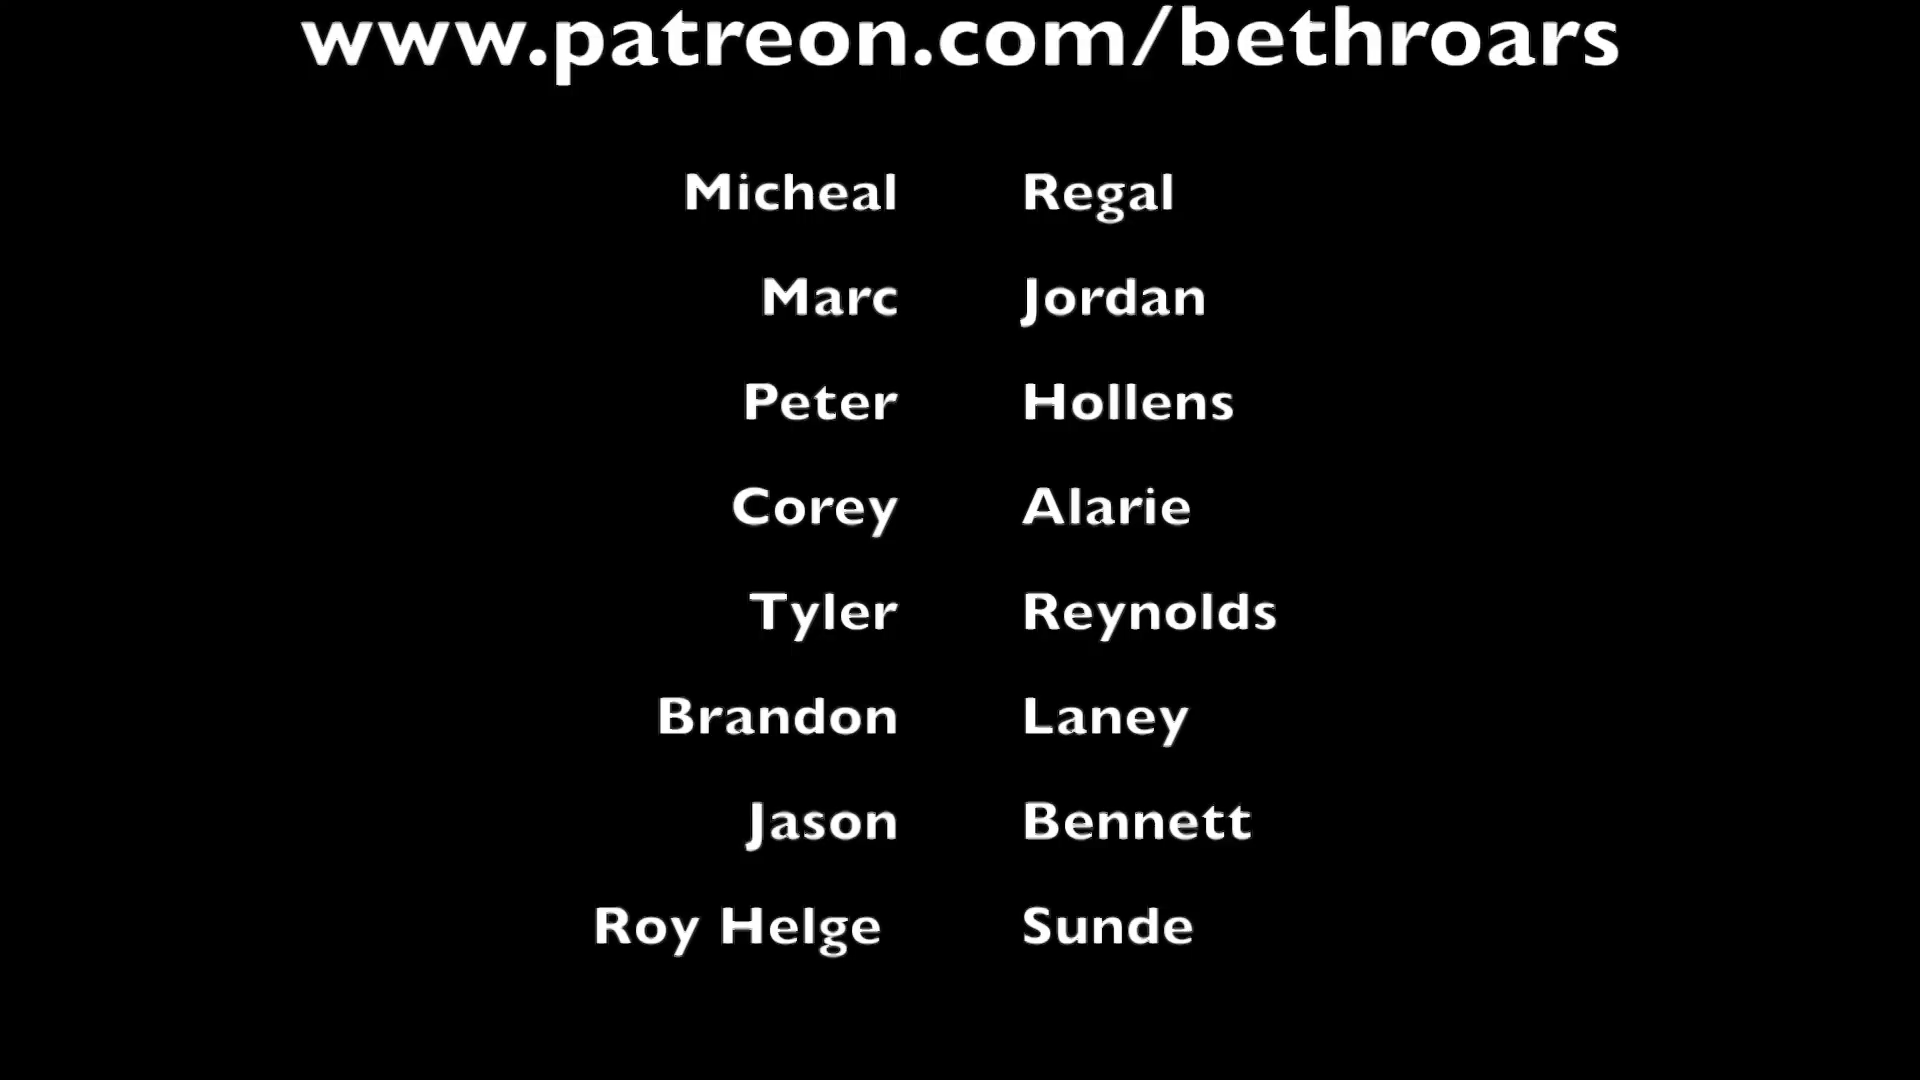 www.patreon.com/bethroars
Micheal Regal
Marc Jordan
Peter Hollens
Corey Alarie
Tyler Reynolds
Brandon Laney
Jason Bennett
Roy Helge Sunde